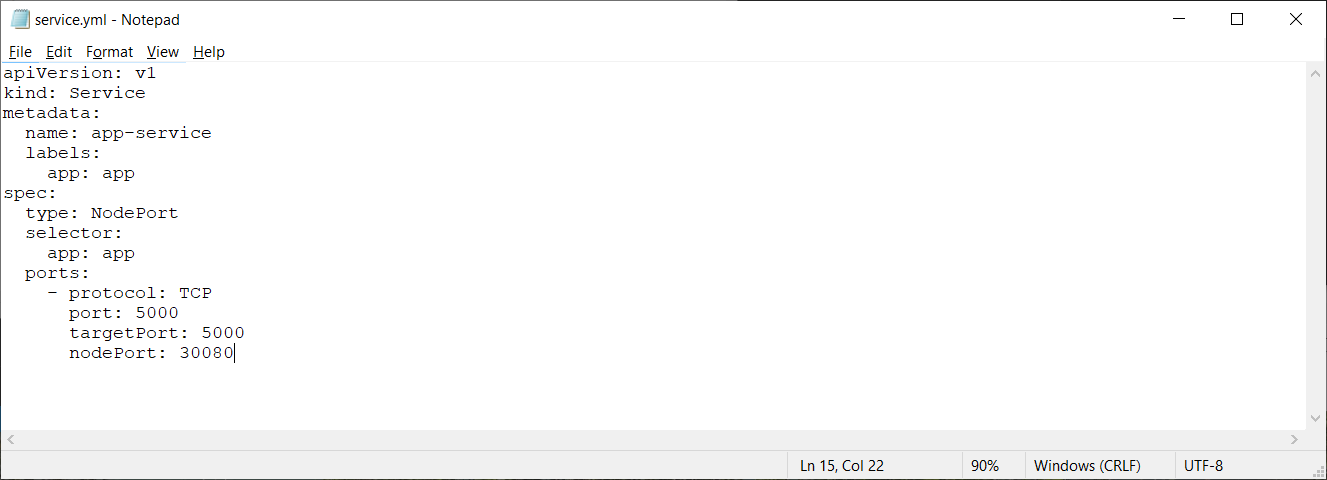 service.yml - Notepad
File Edit Format View Help
apiVersion: v1
kind: Service
metadata:
  name: app-service
  labels:
    app: app
spec:
  type: NodePort
  selector:
    app: app
  ports:
    - protocol: TCP
      port: 5000
      targetPort: 5000
      nodePort: 30080
Ln 15, Col 22 90% Windows (CRLF) UTF-8